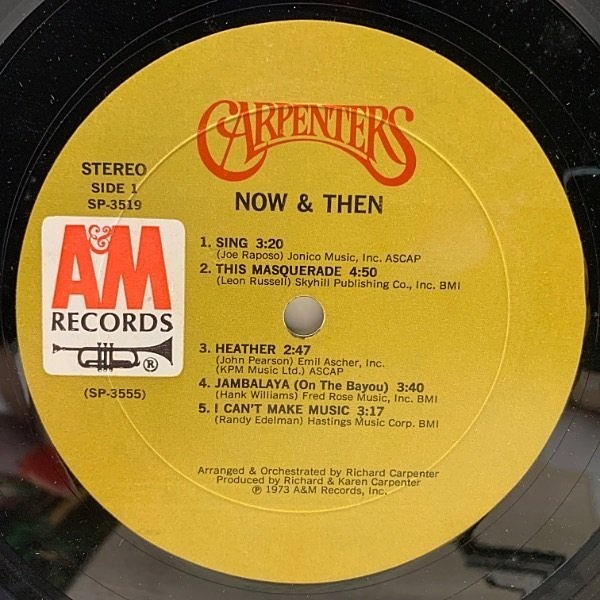 CARPENTERS
NOW & THEN
STEREO
SIDE 1
SP-3519
A&M
RECORDS
®
(SP-3555)
1. SING 3:20
(Joe Raposo) Jonico Music, Inc. ASCAP
2. THIS MASQUERADE 4:50
(Leon Russell) Skyhill Publishing Co., Inc. BMI
3. HEATHER 2:47
(John Pearson) Emil Ascher, Inc.
(KPM Music Ltd.) ASCAP
4. JAMBALAYA (On The Bayou) 3:40
(Hank Williams) Fred Rose Music, Inc. BMI
5. I CAN'T MAKE MUSIC 3:17
(Randy Edelman) Hastings Music Corp. BMI
Arranged & Orchestrated by Richard Carpenter
Produced by Richard & Karen Carpenter
℗ 1973 A&M Records, Inc.